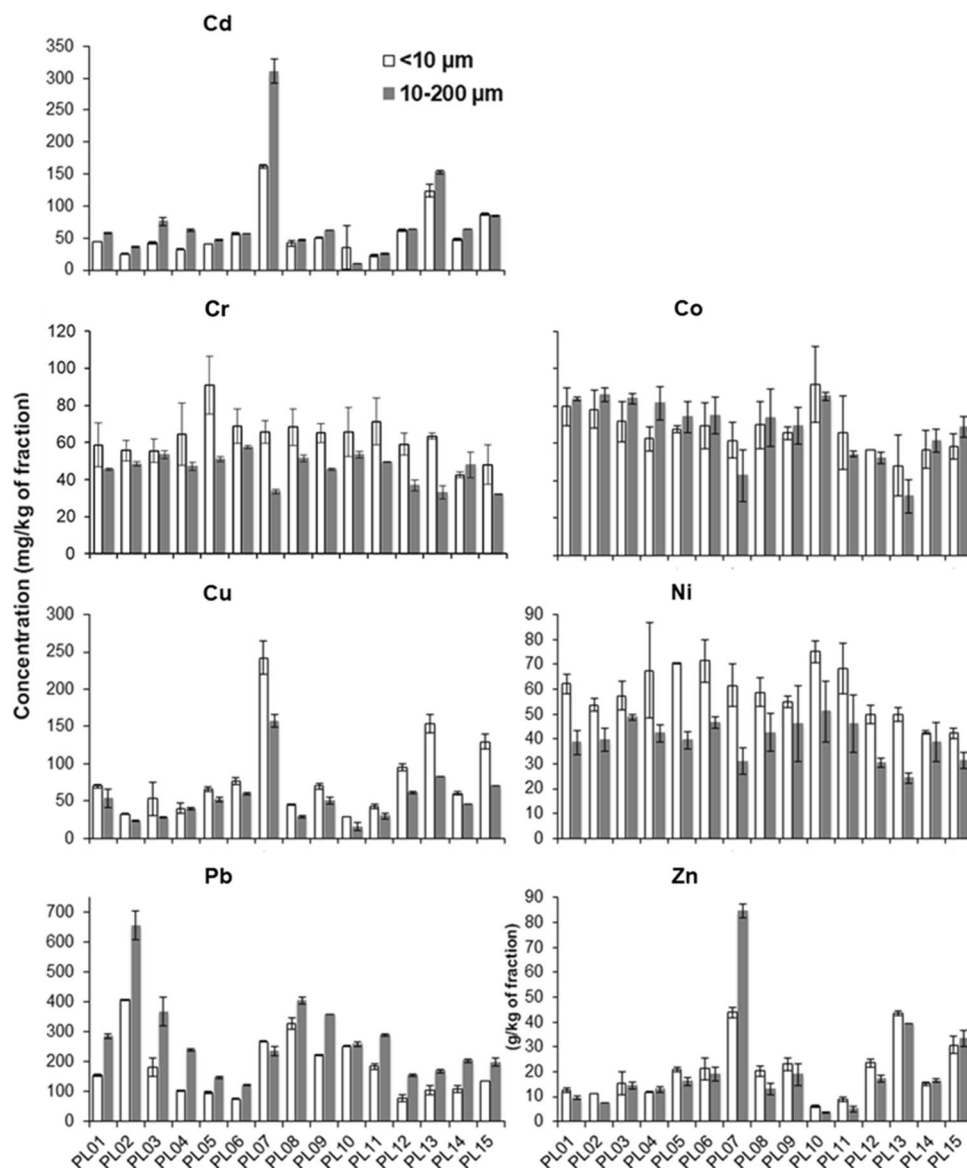 Cd
350
300
250
200
150
100
50
0
<10 µm
10-200 µm
Cr
120
100
80
60
40
20
0
Co
Concentration (mg/kg of fraction)
Cu
300
250
200
150
100
50
0
Ni
90
80
70
60
50
40
30
20
10
0
Pb
700
600
500
400
300
200
100
0
PL01
PL02
PL03
PL04
PL05
PL06
PL07
PL08
PL09
PL10
PL11
PL12
PL13
PL14
PL15
Zn
(g/kg of fraction)
90
80
70
60
50
40
30
20
10
0
PL01
PL02
PL03
PL04
PL05
PL06
PL07
PL08
PL09
PL10
PL11
PL12
PL13
PL14
PL15